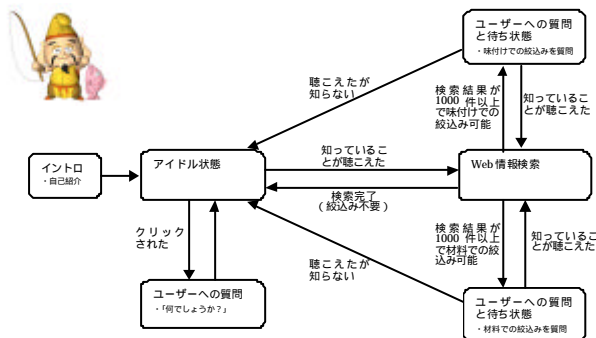 ユーザーへの質問
と待ち状態
・味付けでの絞込みを質問
聴こえたが
知らない
検索結果が
1000 件以上
で味付けでの
絞込み可能
知っているこ
とが聴こえた
イントロ
・自己紹介
アイドル状態
知っているこ
とが聴こえた
Web 情報検索
検索完了
（絞込み不要）
クリック
された
聴こえたが
知らない
検索結果が
1000 件以上
で材料での絞
込み可能
知っているこ
とが聴こえた
ユーザーへの質問
・「何でしょうか？」
ユーザーへの質問
と待ち状態
・材料での絞込みを質問